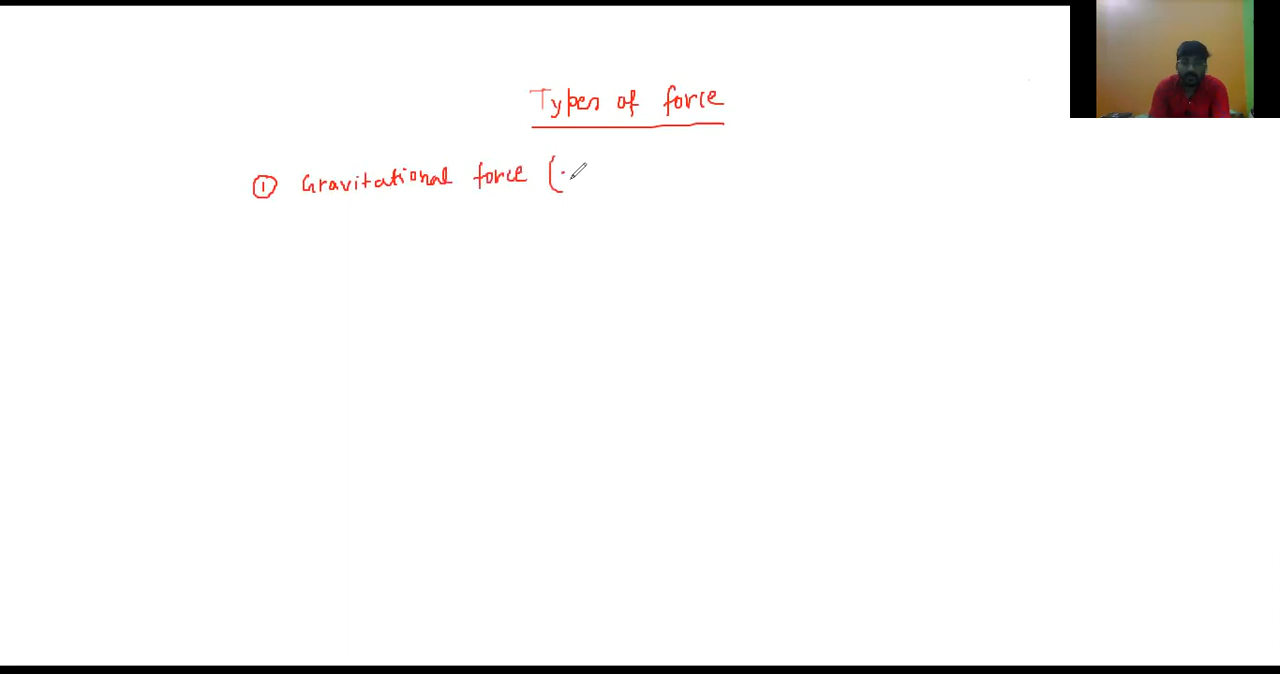 Types of force
① Gravitational force (